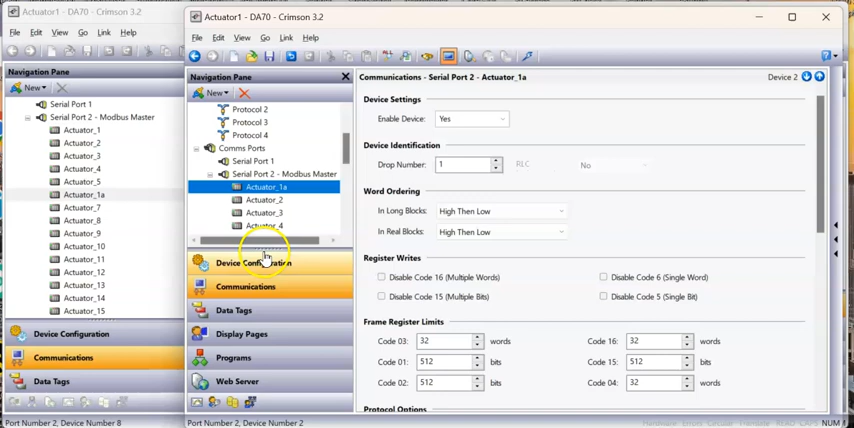 Actuator1 - DA70 - Crimson 3.2
File Edit View Go Link Help
Navigation Pane
New
Serial Port 1
Serial Port 2 - Modbus Master
Actuator_1
Actuator_2
Actuator_3
Actuator_4
Actuator_5
Actuator_1a
Actuator_7
Actuator_8
Actuator_9
Actuator_10
Actuator_11
Actuator_12
Actuator_13
Actuator_14
Actuator_15
Device Configuration
Communications
Data Tags
Port Number 2, Device Number 8
Actuator1 - DA70 - Crimson 3.2
File Edit View Go Link Help
Navigation Pane
New
Protocol 2
Protocol 3
Protocol 4
Comms Ports
Serial Port 1
Serial Port 2 - Modbus Master
Actuator_1a
Actuator_2
Actuator_3
Actuator_4
Device Configuration
Communications
Data Tags
Display Pages
Programs
Web Server
Port Number 2, Device Number 2
Communications - Serial Port 2 - Actuator_1a Device 2
Device Settings
Enable Device: Yes
Device Identification
Drop Number: 1 No
Word Ordering
In Long Blocks: High Then Low
In Real Blocks: High Then Low
Register Writes
Disable Code 16 (Multiple Words) Disable Code 6 (Single Word)
Disable Code 15 (Multiple Bits) Disable Code 5 (Single Bit)
Frame Register Limits
Code 03: 32 words Code 16: 32 words
Code 01: 512 bits Code 15: 512 bits
Code 02: 512 bits Code 04: 32 words
Protocol Options
Hardware Errors Circular Translate READ CAPS NUM